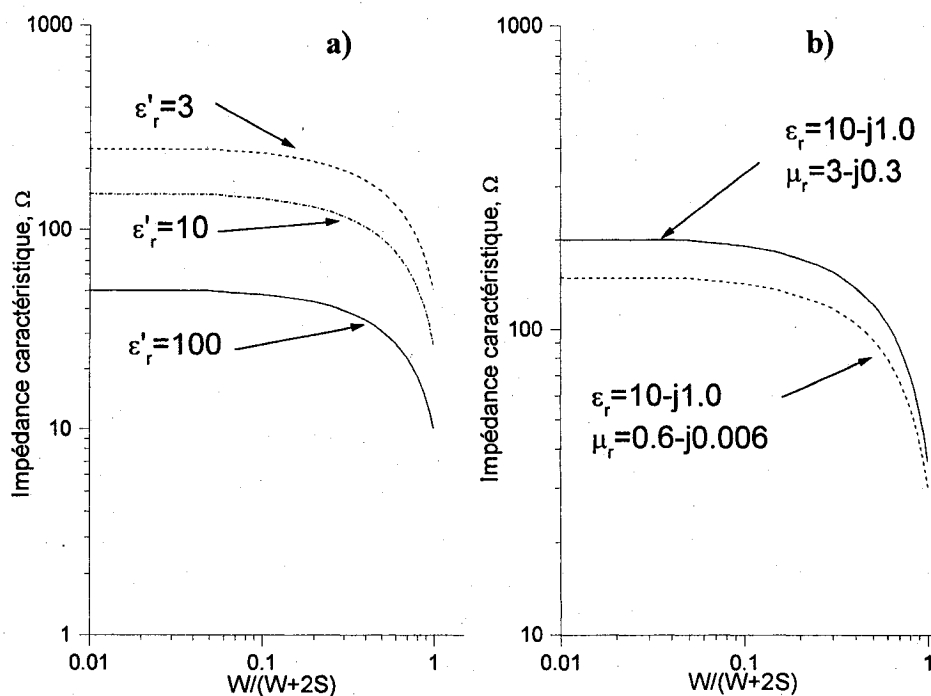 a)
1000
100
10
1
Impédance caractéristique, Ω
ε'r=3
ε'r=10
ε'r=100
0.01
0.1
1
W/(W+2S)
b)
1000
100
10
Impédance caractéristique, Ω
εr=10-j1.0
μr=3-j0.3
εr=10-j1.0
μr=0.6-j0.006
0.01
0.1
1
W/(W+2S)